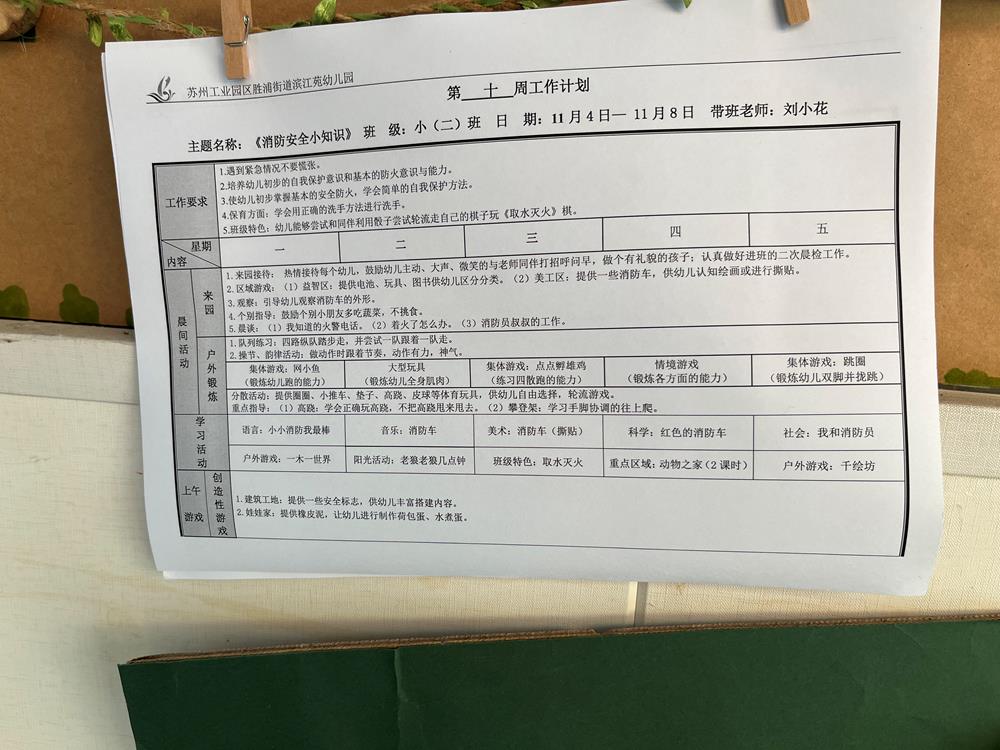 苏州工业园区胜浦街道滨江苑幼儿园
第 十 周工作计划
主题名称：《消防安全小知识》 班 级：小（二）班 日 期：11月4日— 11月8日 带班老师：刘小花
工作要求
1.遇到紧急情况不要慌张。
2.培养幼儿初步的自我保护意识和基本的防火意识与能力。
3.使幼儿初步掌握基本的安全防火，学会简单的自我保护方法。
4.保育方面：学会用正确的洗手方法进行洗手。
5.班级特色：幼儿能够尝试和同伴利用骰子尝试轮流走自己的棋子玩《取水灭火》棋。
星期
内容
一 二 三 四 五
晨间活动
来园
1.来园接待： 热情接待每个幼儿，鼓励幼儿主动、大声、微笑的与老师同伴打招呼问早，做个有礼貌的孩子；认真做好进班的二次晨检工作。
2.区域游戏：（1）益智区：提供电池、玩具、图书供幼儿区分分类。（2）美工区：提供一些消防车，供幼儿认知绘画或进行撕贴。
3.观察：引导幼儿观察消防车的外形。
4.个别指导：鼓励个别小朋友多吃蔬菜，不挑食。
5.晨谈：（1）我知道的火警电话。（2）着火了怎么办。（3）消防员叔叔的工作。
户外锻炼
1.队列练习：四路纵队踏步走，并尝试一队跟着一队走。
2.操节、韵律活动：做动作时跟着节奏，动作有力，神气。
集体游戏：网小鱼 大型玩具 集体游戏：点点孵雄鸡 情境游戏 集体游戏：跳圈
（锻炼幼儿跑的能力） （锻炼幼儿全身肌肉） （练习四散跑的能力） （锻炼各方面的能力） （锻炼幼儿双脚并拢跳）
分散活动：提供圈圈、小推车、垫子、高跷、皮球等体育玩具，供幼儿自由选择，轮流游戏。
重点指导：（1）高跷：学会正确玩高跷，不把高跷甩来甩去。（2）攀登架：学习手脚协调的往上爬。
学习活动
语言：小小消防我最棒 音乐：消防车 美术：消防车（撕贴） 科学：红色的消防车 社会：我和消防员
户外游戏：一木一世界 阳光活动：老狼老狼几点钟 班级特色：取水灭火 重点区域：动物之家（2课时） 户外游戏：千绘坊
上午游戏
创造性游戏
1.建筑工地：提供一些安全标志，供幼儿丰富搭建内容。
2.娃娃家：提供橡皮泥，让幼儿进行制作荷包蛋、水煮蛋。